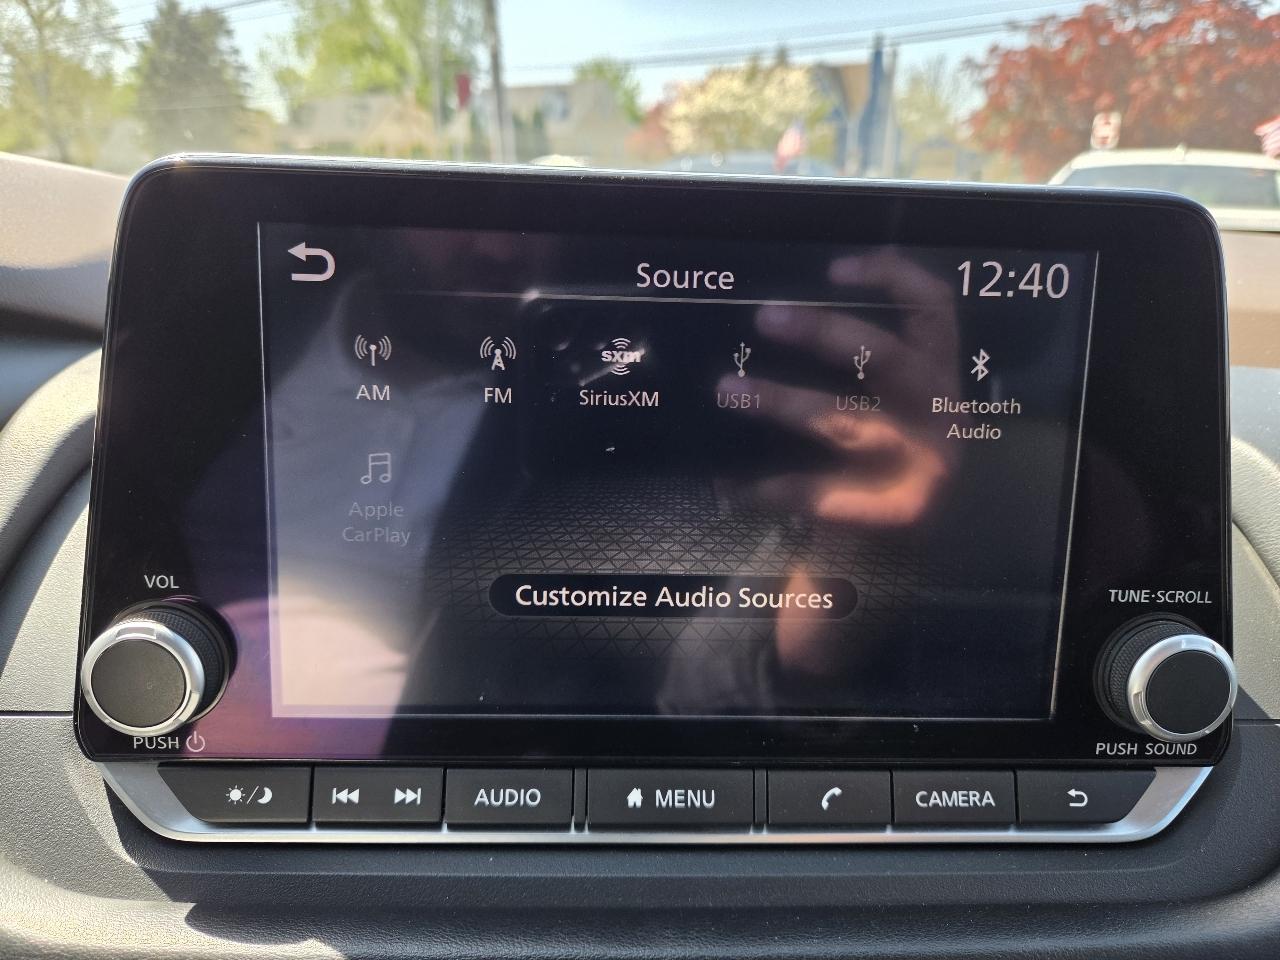 Source
12:40
AM
FM
sxm
SiriusXM
USB1
USB2
Bluetooth
Audio
Apple
CarPlay
Customize Audio Sources
VOL
PUSH
TUNE·SCROLL
PUSH SOUND
AUDIO
MENU
CAMERA